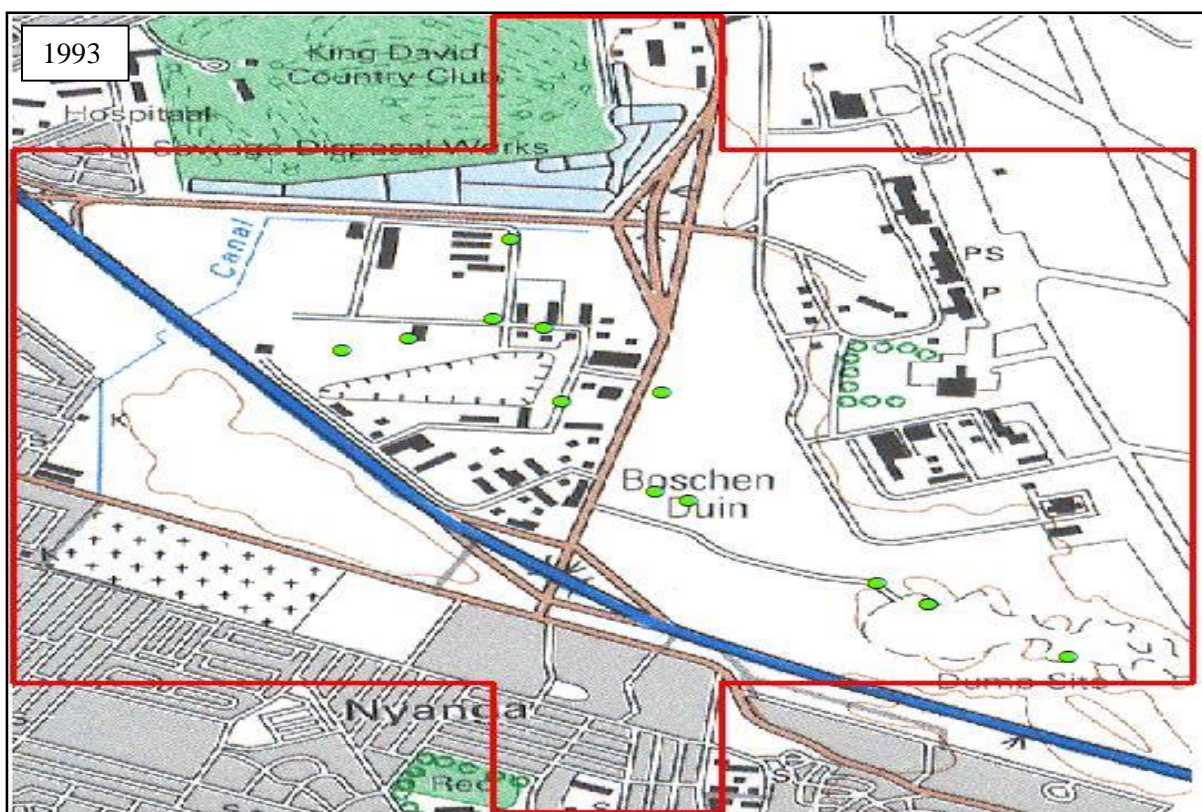 1993
King David
Country Club
Hospitaal
Sewage Disposal Works
Canal
PS
P
K
S
Boschen
Duin
K
Dump Site
Nyanga
S
Rec
S
S